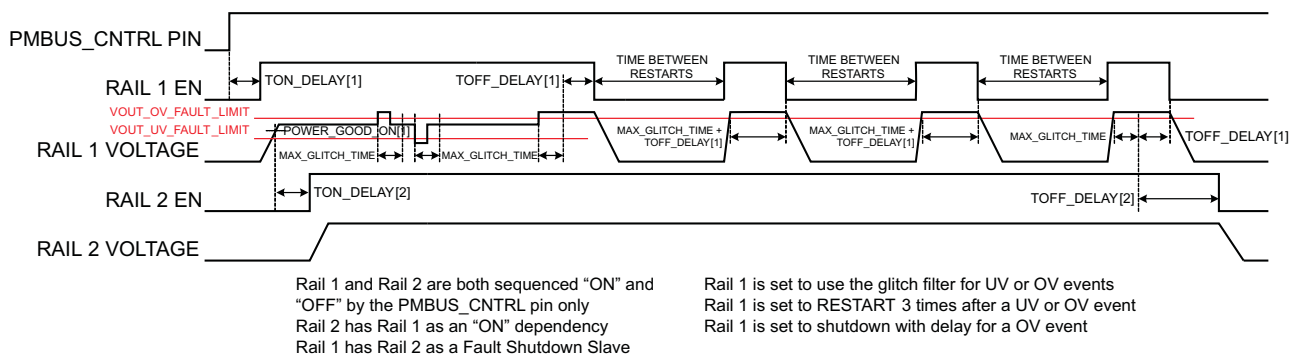 PMBUS_CNTRL PIN
TIME BETWEEN
RESTARTS
TIME BETWEEN
RESTARTS
TIME BETWEEN
RESTARTS
RAIL 1 EN
TON_DELAY[1]
TOFF_DELAY[1]
VOUT_OV_FAULT_LIMIT
VOUT_UV_FAULT_LIMIT
POWER_GOOD_ON[1]
RAIL 1 VOLTAGE
MAX_GLITCH_TIME
MAX_GLITCH_TIME
MAX_GLITCH_TIME +
TOFF_DELAY[1]
MAX_GLITCH_TIME +
TOFF_DELAY[1]
MAX_GLITCH_TIME
TOFF_DELAY[1]
RAIL 2 EN
TON_DELAY[2]
TOFF_DELAY[2]
RAIL 2 VOLTAGE
Rail 1 and Rail 2 are both sequenced “ON” and
“OFF” by the PMBUS_CNTRL pin only
Rail 2 has Rail 1 as an “ON” dependency
Rail 1 has Rail 2 as a Fault Shutdown Slave
Rail 1 is set to use the glitch filter for UV or OV events
Rail 1 is set to RESTART 3 times after a UV or OV event
Rail 1 is set to shutdown with delay for a OV event